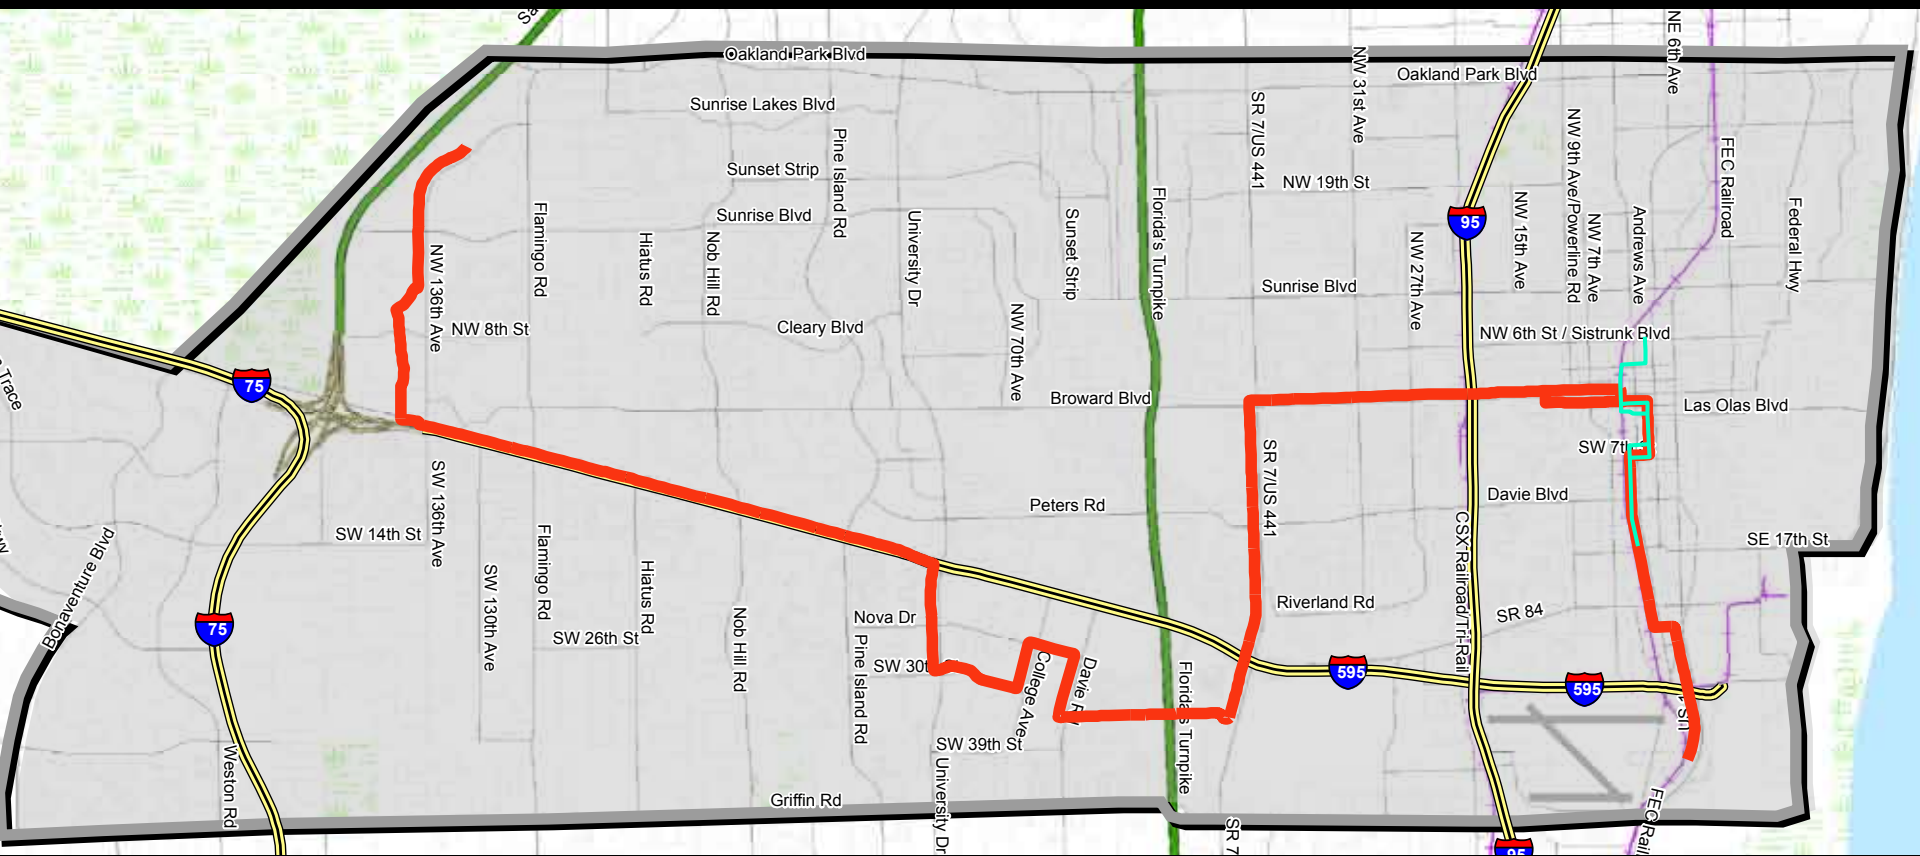 Sa
Oakland Park Blvd
NE 6th Ave
NW 31st Ave
Oakland Park Blvd
Sunrise Lakes Blvd
SR 7/US 441
NW 9th Ave/Powerline Rd
Pine Island Rd
FEC Railroad
Sunset Strip
NW 19th St
Florida's Turnpike
NW 15th Ave
Federal Hwy
Flamingo Rd
Sunrise Blvd
University Dr
Sunset Strip
95
NW 7th Ave
Andrews Ave
Hiatus Rd
Nob Hill Rd
NW 27th Ave
NW 136th Ave
Sunrise Blvd
NW 8th St
Cleary Blvd
NW 70th Ave
NW 6th St / Sistrunk Blvd
Trace
75
Broward Blvd
Las Olas Blvd
SW 7th
SR 7/US 441
SW 136th Ave
Davie Blvd
Peters Rd
CSX Railroad/Tri-Rail
SW 14th St
SE 17th St
wy
Bonaventure Blvd
Flamingo Rd
SW 130th Ave
Hiatus Rd
Nob Hill Rd
Riverland Rd
SR 84
Nova Dr
75
SW 26th St
Pine Island Rd
SW 30t
College Ave
Davie R
Florida's Turnpike
595
595
SW 39th St
Weston Rd
University Dr
Griffin Rd
FEC Rail
SR 7
95